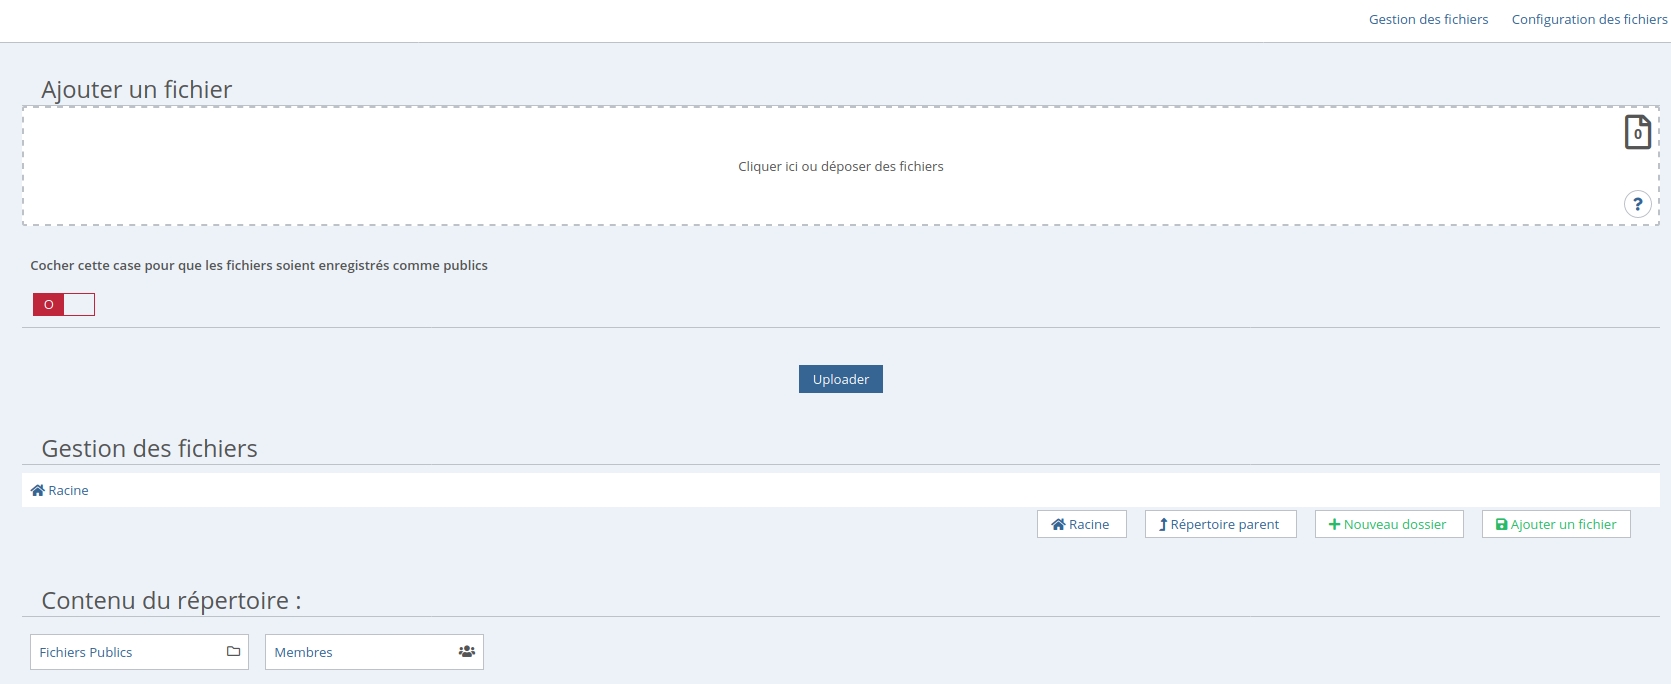 Gestion des fichiers Configuration des fichiers
Ajouter un fichier
0
Cliquer ici ou déposer des fichiers
?
Cocher cette case pour que les fichiers soient enregistrés comme publics
O
Uploader
Gestion des fichiers
Racine
Racine Répertoire parent Nouveau dossier Ajouter un fichier
Contenu du répertoire :
Fichiers Publics Membres